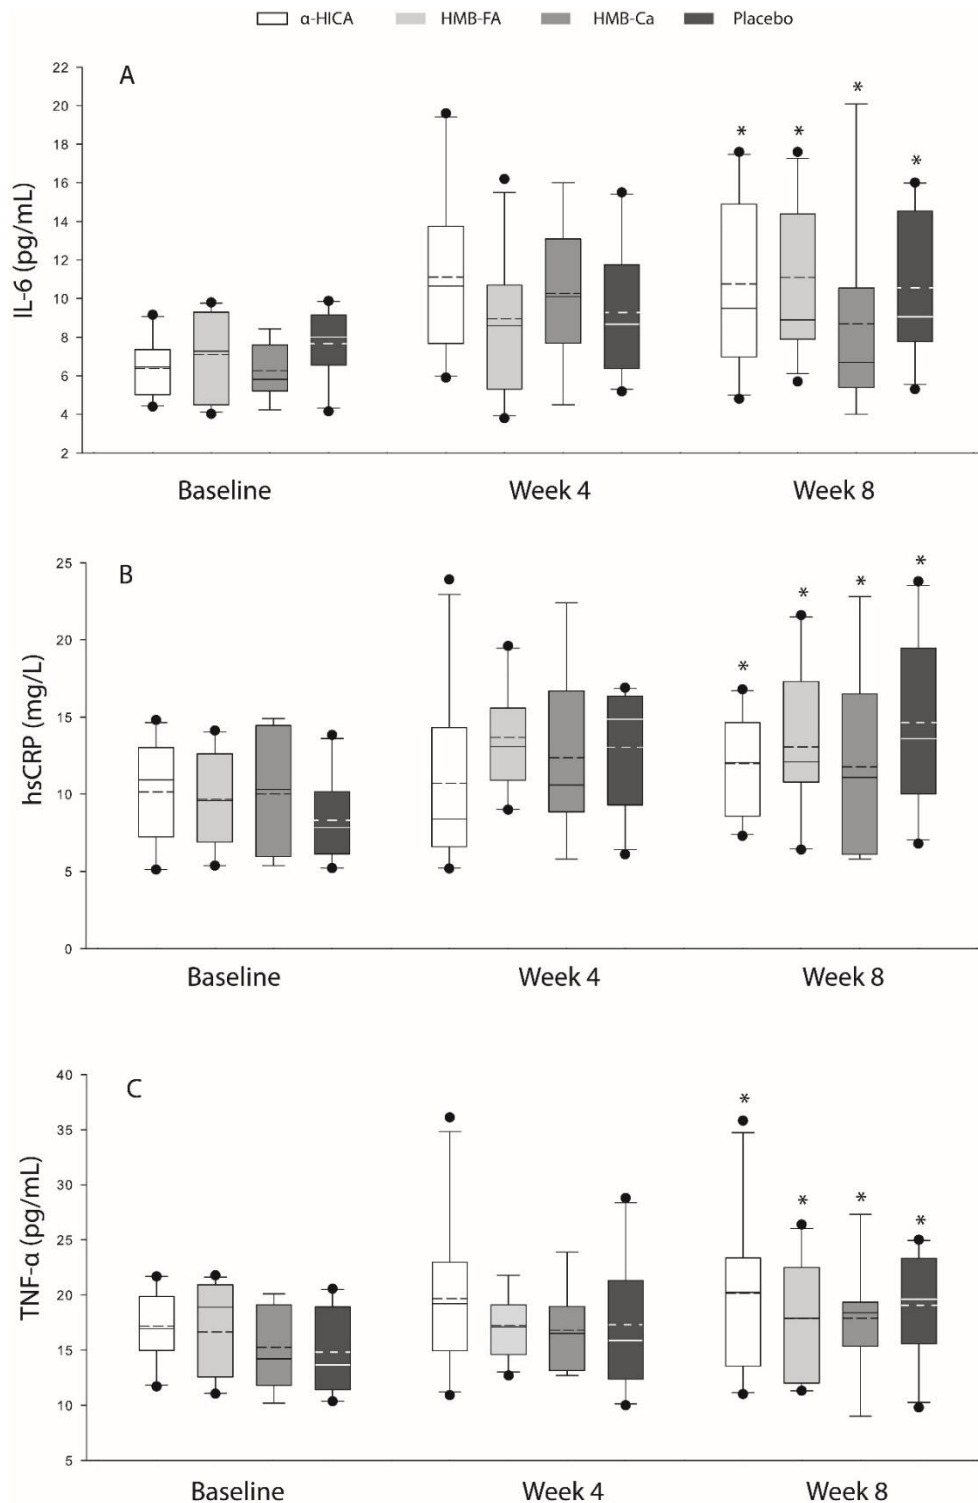 α-HICA HMB-FA HMB-Ca Placebo
A
IL-6 (pg/mL)
22
20
18
16
14
12
10
8
6
4
2
* * * *
Baseline Week 4 Week 8
B
hsCRP (mg/L)
25
20
15
10
5
0
* * * *
Baseline Week 4 Week 8
C
TNF-α (pg/mL)
40
35
30
25
20
15
10
5
* * * *
Baseline Week 4 Week 8